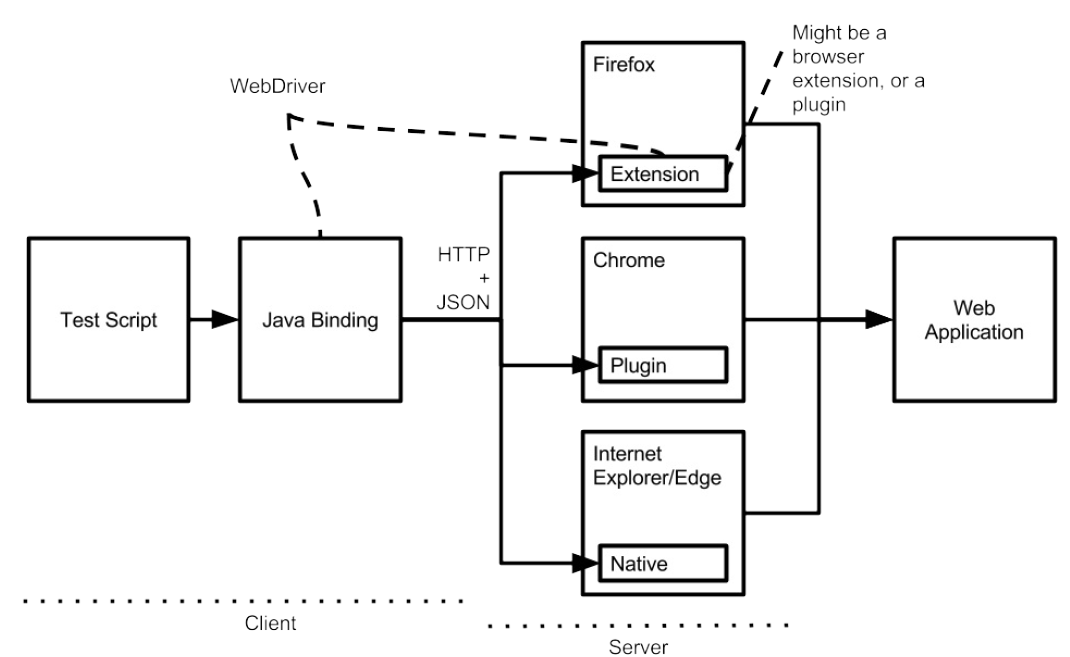 Might be a
browser
extension, or a
plugin
Firefox
WebDriver
Extension
HTTP
+
JSON
Chrome
Test Script
Java Binding
Web
Application
Plugin
Internet
Explorer/Edge
Native
Client
Server